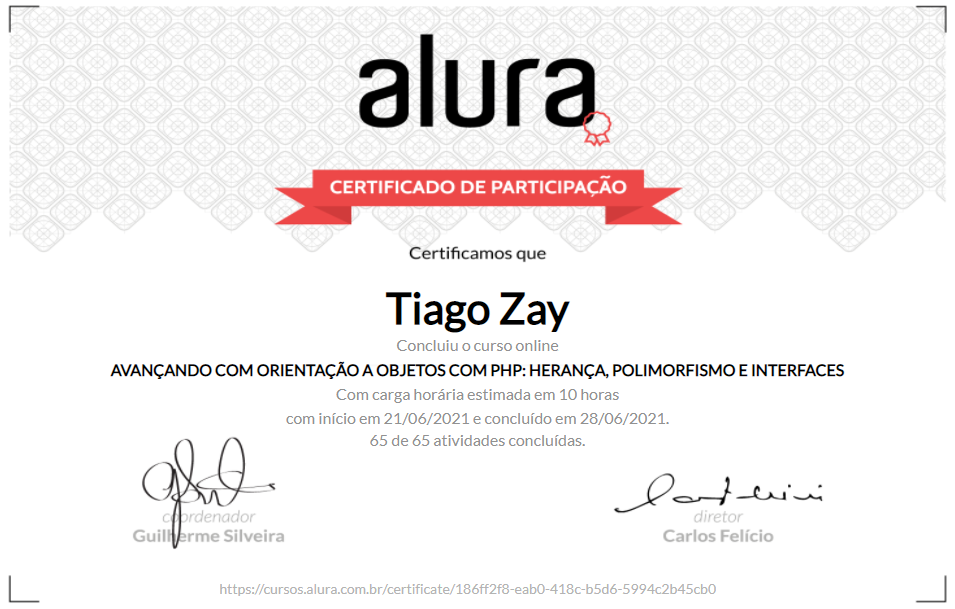 alura
CERTIFICADO DE PARTICIPAÇÃO
Certificamos que
Tiago Zay
Concluiu o curso online
AVANÇANDO COM ORIENTAÇÃO A OBJETOS COM PHP: HERANÇA, POLIMORFISMO E INTERFACES
Com carga horária estimada em 10 horas
com início em 21/06/2021 e concluído em 28/06/2021.
65 de 65 atividades concluídas.
coordenador
Guilherme Silveira
diretor
Carlos Felício
https://cursos.alura.com.br/certificate/186ff2f8-eab0-418c-b5d6-5994c2b45cb0